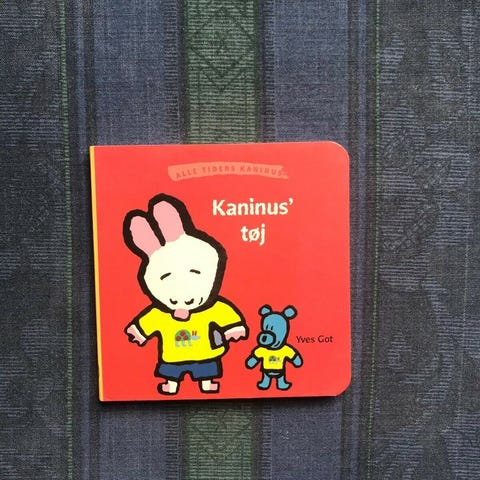 ALLE TIDERS KANINUS
Kaninus'
tøj
Yves Got